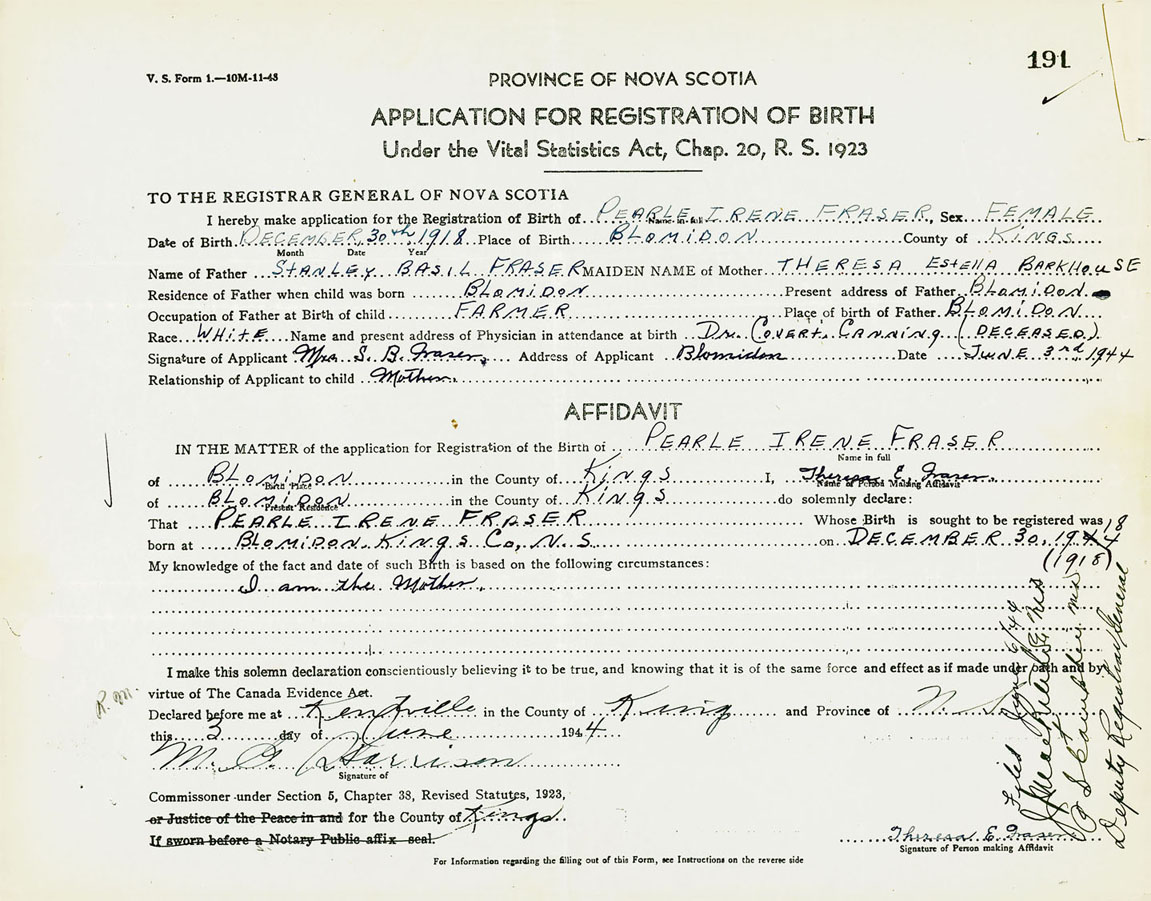 191
V. S. Form 1.—10M-11-43
PROVINCE OF NOVA SCOTIA
APPLICATION FOR REGISTRATION OF BIRTH
Under the Vital Statistics Act, Chap. 20, R. S. 1923
TO THE REGISTRAR GENERAL OF NOVA SCOTIA
I hereby make application for the Registration of Birth of PEARLE IRENE FRASER, Sex FEMALE
Name in full
Date of Birth DECEMBER, 30th, 1918 Place of Birth BLOMIDON County of KINGS
Month Date Year
Name of Father STANLEY BASIL FRASER MAIDEN NAME of Mother THERESA ESTELLA BARKHOUSE
Residence of Father when child was born BLOMIDON Present address of Father BLOMIDON
Occupation of Father at Birth of child FARMER Place of birth of Father BLOMIDON
Race WHITE Name and present address of Physician in attendance at birth DR. COVERT, CANNING (DECEASED)
Signature of Applicant Mrs. S. B. Fraser, Address of Applicant Blomidon Date JUNE 3rd 1944
Relationship of Applicant to child Mother
AFFIDAVIT
IN THE MATTER of the application for Registration of the Birth of PEARLE IRENE FRASER
Name in full
of BLOMIDON in the County of KINGS I, Theresa E. Fraser
Birth Place Name of Person Making Affidavit
of BLOMIDON in the County of KINGS do solemnly declare:
Present Residence
That PEARLE IRENE FRASER Whose Birth is sought to be registered was
born at BLOMIDON, KINGS Co, N. S. on DECEMBER 30, 1944 18
(1918)
My knowledge of the fact and date of such Birth is based on the following circumstances:
I am the Mother
I make this solemn declaration conscientiously believing it to be true, and knowing that it is of the same force and effect as if made under oath and by
virtue of The Canada Evidence Act.
R.M.
Declared before me at Kentville in the County of King and Province of N. S.
this 3 day of June 1944
M. G. Harrison
Signature of
Commissioner under Section 5, Chapter 38, Revised Statutes, 1923,
or Justice of the Peace in and for the County of Kings
If sworn before a Notary Public affix seal.
Theresa E. Fraser
Signature of Person making Affidavit
For Information regarding the filling out of this Form, see Instructions on the reverse side
Files June 6/44
Deputy Registrar General